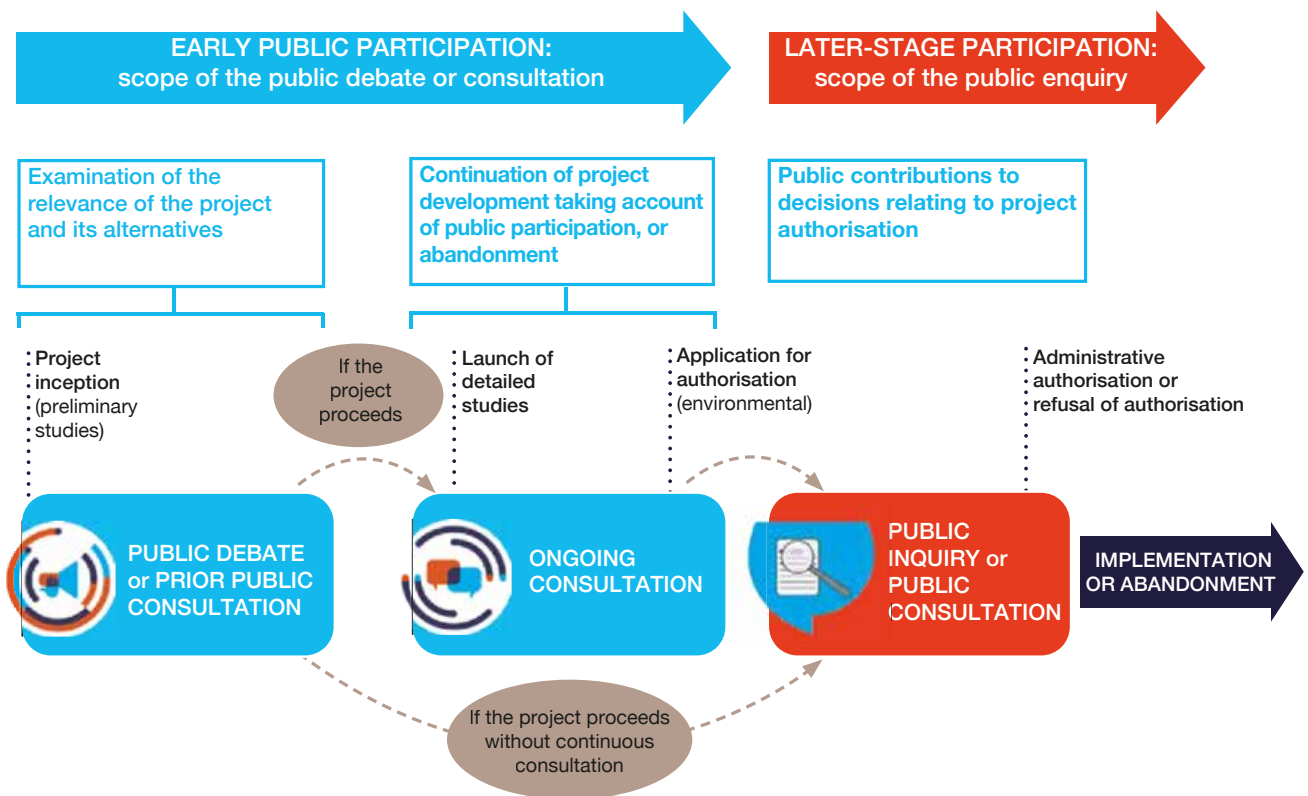 EARLY PUBLIC PARTICIPATION:
scope of the public debate or consultation
LATER-STAGE PARTICIPATION:
scope of the public enquiry
Examination of the
relevance of the project
and its alternatives
Continuation of project
development taking account
of public participation, or
abandonment
Public contributions to
decisions relating to project
authorisation
Project
inception
(preliminary
studies)
If the
project
proceeds
Launch of
detailed
studies
Application for
authorisation
(environmental)
Administrative
authorisation or
refusal of authorisation
PUBLIC DEBATE
or PRIOR PUBLIC
CONSULTATION
ONGOING
CONSULTATION
PUBLIC
INQUIRY or
PUBLIC
CONSULTATION
IMPLEMENTATION
OR ABANDONMENT
If the project proceeds
without continuous
consultation